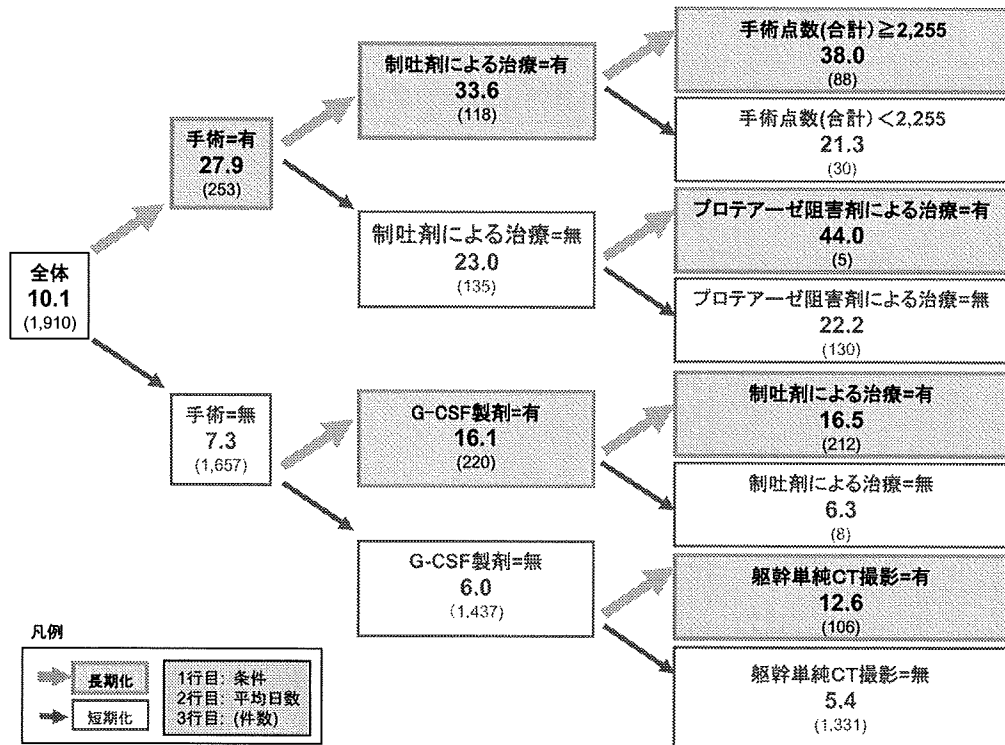 全体
10.1
(1,910)
手術=有
27.9
(253)
手術=無
7.3
(1,657)
制吐剤による治療=有
33.6
(118)
制吐剤による治療=無
23.0
(135)
G-CSF製剤=有
16.1
(220)
G-CSF製剤=無
6.0
(1,437)
手術点数(合計)≧2,255
38.0
(88)
手術点数(合計)<2,255
21.3
(30)
プロテアーゼ阻害剤による治療=有
44.0
(5)
プロテアーゼ阻害剤による治療=無
22.2
(130)
制吐剤による治療=有
16.5
(212)
制吐剤による治療=無
6.3
(8)
躯幹単純CT撮影=有
12.6
(106)
躯幹単純CT撮影=無
5.4
(1,331)
凡例
長期化
短期化
1行目: 条件
2行目: 平均日数
3行目: (件数)